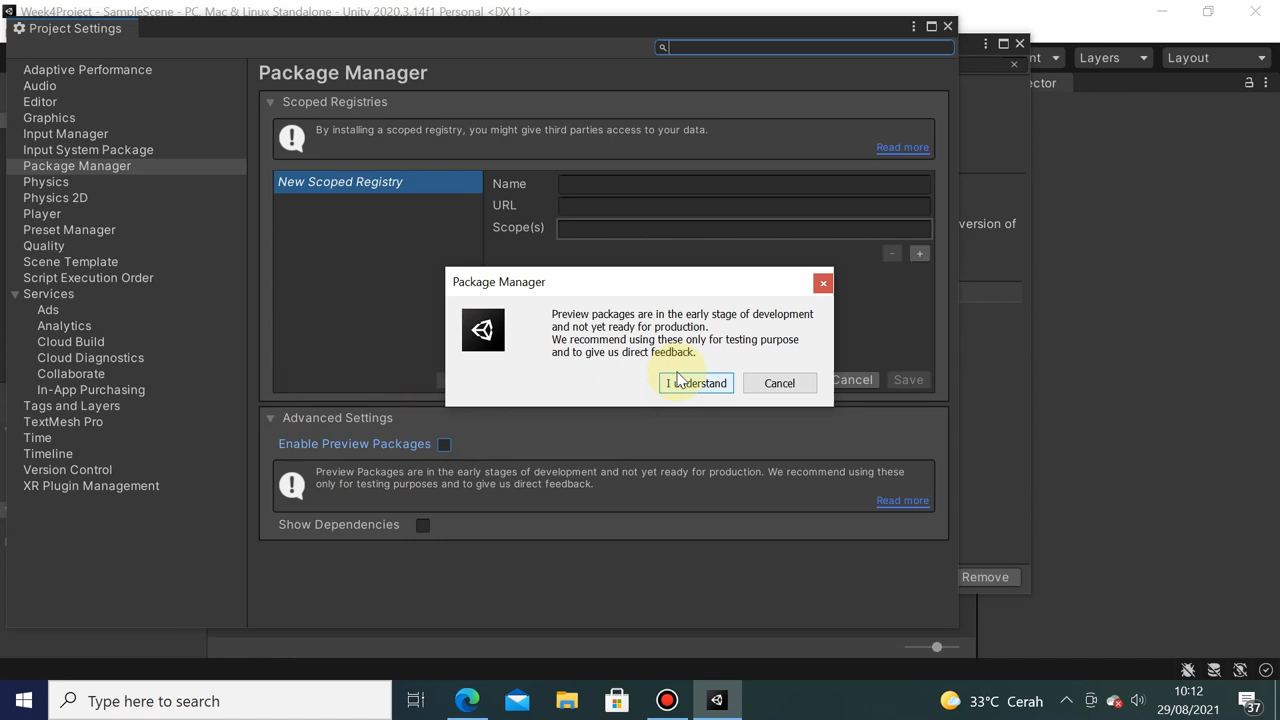 Week4Project - SampleScene - PC, Mac & Linux Standalone - Unity 2020.3.14f1 Personal <DX11>
Project Settings
Layers
Layout
Adaptive Performance
Audio
Editor
Graphics
Input Manager
Input System Package
Package Manager
Physics
Physics 2D
Player
Preset Manager
Quality
Scene Template
Script Execution Order
Services
Ads
Analytics
Cloud Build
Cloud Diagnostics
Collaborate
In-App Purchasing
Tags and Layers
TextMesh Pro
Time
Timeline
Version Control
XR Plugin Management
Package Manager
Scoped Registries
By installing a scoped registry, you might give third parties access to your data.
Read more
New Scoped Registry
Name
URL
Scope(s)
- +
Package Manager
Preview packages are in the early stage of development
and not yet ready for production.
We recommend using these only for testing purpose
and to give us direct feedback.
I understand
Cancel
Cancel
Save
Advanced Settings
Enable Preview Packages
Preview Packages are in the early stages of development and not yet ready for production. We recommend using these
only for testing purposes and to give us direct feedback.
Read more
Show Dependencies
nt
ector
version of
Remove
Type here to search
33°C Cerah
10:12
29/08/2021
37